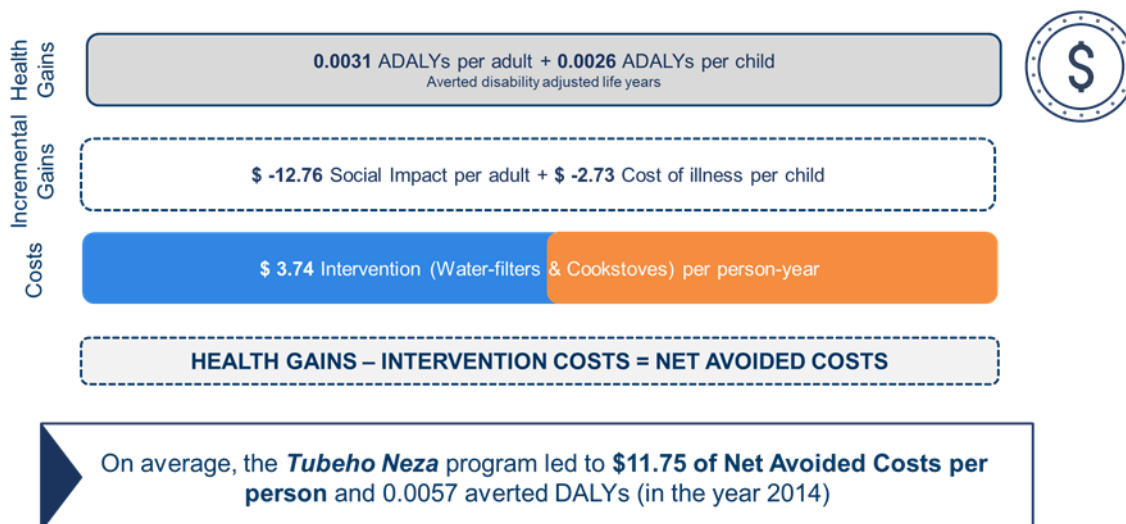 Health
Gains
0.0031 ADALYs per adult + 0.0026 ADALYs per child
Averted disability adjusted life years
$
Incremental
Gains
$ -12.76 Social Impact per adult + $ -2.73 Cost of illness per child
Costs
$ 3.74 Intervention (Water-filters & Cookstoves) per person-year
HEALTH GAINS – INTERVENTION COSTS = NET AVOIDED COSTS
On average, the Tubeho Neza program led to $11.75 of Net Avoided Costs per
person and 0.0057 averted DALYs (in the year 2014)